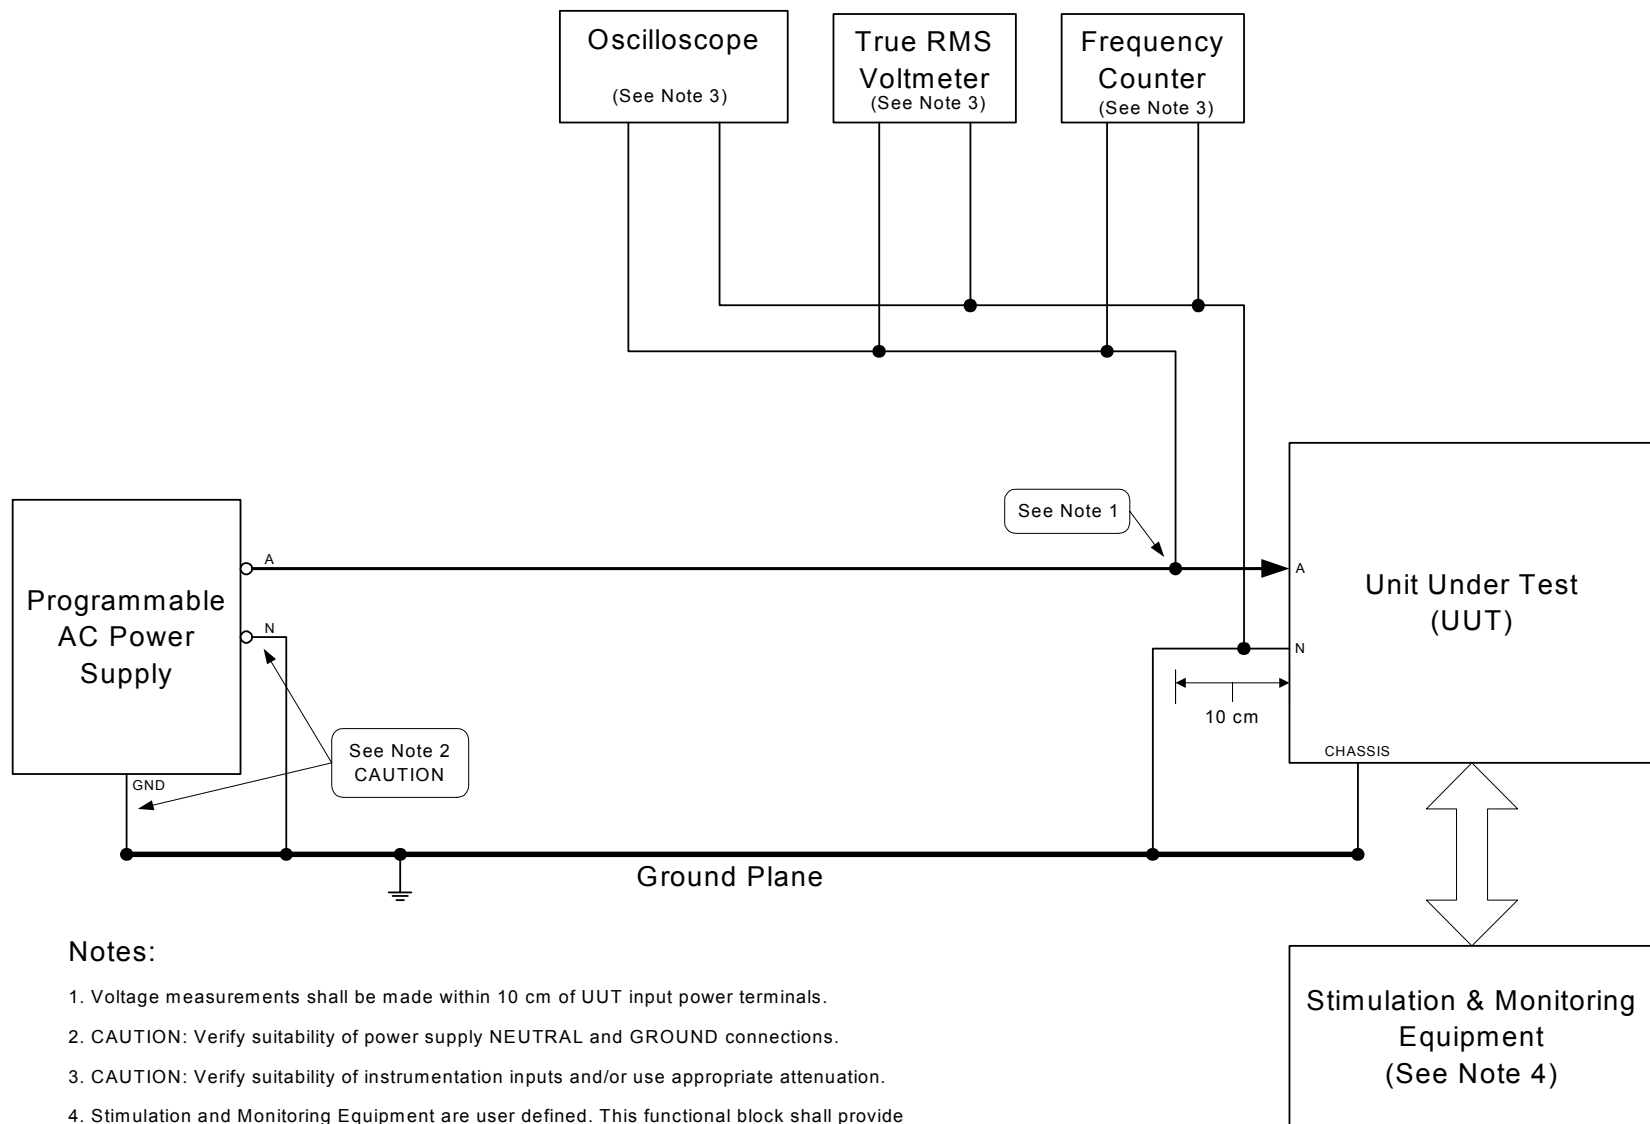 Oscilloscope
(See Note 3)
True RMS
Voltmeter
(See Note 3)
Frequency
Counter
(See Note 3)
See Note 1
A
A
Programmable
AC Power
Supply
N
Unit Under Test
(UUT)
N
10 cm
See Note 2
CAUTION
CHASSIS
GND
Ground Plane
Notes:
1. Voltage measurements shall be made within 10 cm of UUT input power terminals.
2. CAUTION: Verify suitability of power supply NEUTRAL and GROUND connections.
3. CAUTION: Verify suitability of instrumentation inputs and/or use appropriate attenuation.
4. Stimulation and Monitoring Equipment are user defined. This functional block shall provide
Stimulation & Monitoring
Equipment
(See Note 4)